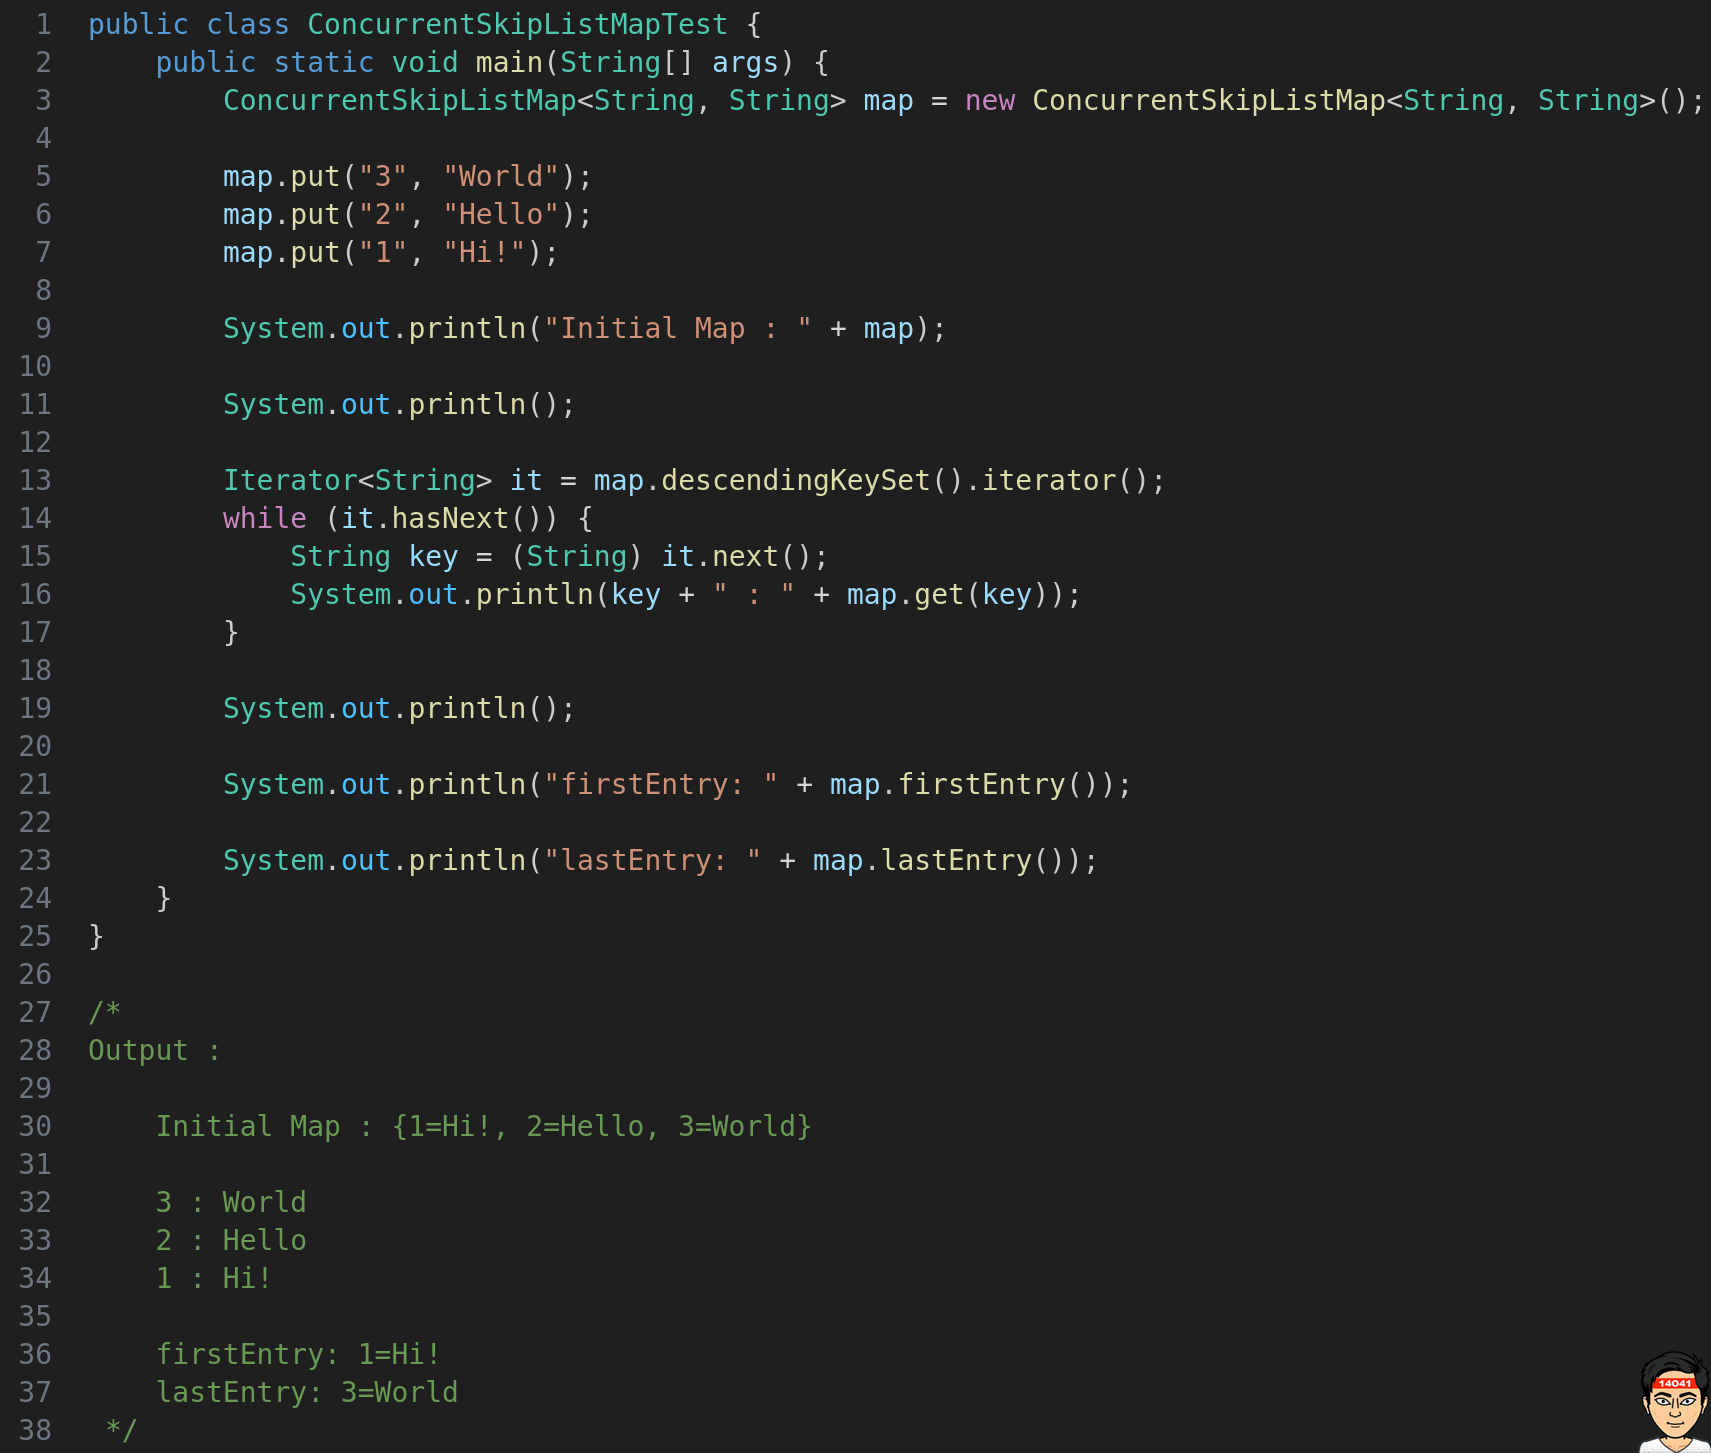 1 public class ConcurrentSkipListMapTest {
2     public static void main(String[] args) {
3         ConcurrentSkipListMap<String, String> map = new ConcurrentSkipListMap<String, String>();
4
5         map.put("3", "World");
6         map.put("2", "Hello");
7         map.put("1", "Hi!");
8
9         System.out.println("Initial Map : " + map);
10
11         System.out.println();
12
13         Iterator<String> it = map.descendingKeySet().iterator();
14         while (it.hasNext()) {
15             String key = (String) it.next();
16             System.out.println(key + " : " + map.get(key));
17         }
18
19         System.out.println();
20
21         System.out.println("firstEntry: " + map.firstEntry());
22
23         System.out.println("lastEntry: " + map.lastEntry());
24     }
25 }
26
27 /*
28 Output :
29
30     Initial Map : {1=Hi!, 2=Hello, 3=World}
31
32     3 : World
33     2 : Hello
34     1 : Hi!
35
36     firstEntry: 1=Hi!
37     lastEntry: 3=World
38  */
14041